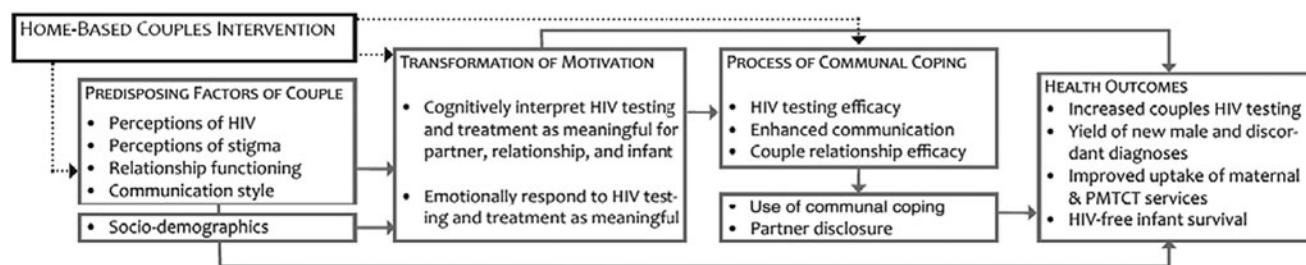 HOME-BASED COUPLES INTERVENTION
PREDISPOSING FACTORS OF COUPLE
• Perceptions of HIV
• Perceptions of stigma
• Relationship functioning
• Communication style
• Socio-demographics
TRANSFORMATION OF MOTIVATION
• Cognitively interpret HIV testing
and treatment as meaningful for
partner, relationship, and infant
• Emotionally respond to HIV test-
ing and treatment as meaningful
PROCESS OF COMMUNAL COPING
• HIV testing efficacy
• Enhanced communication
• Couple relationship efficacy
• Use of communal coping
• Partner disclosure
HEALTH OUTCOMES
• Increased couples HIV testing
• Yield of new male and discor-
dant diagnoses
• Improved uptake of maternal
& PMTCT services
• HIV-free infant survival